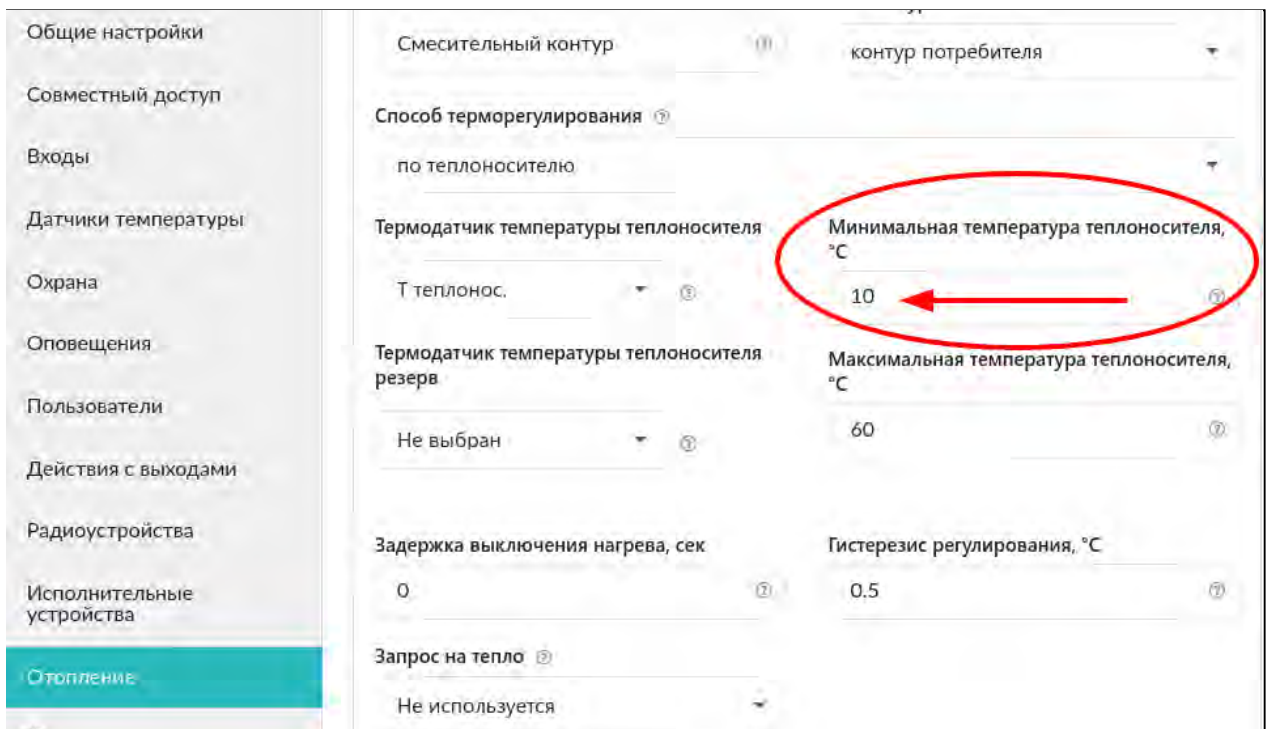 Общие настройки
Совместный доступ
Входы
Датчики температуры
Охрана
Оповещения
Пользователи
Действия с выходами
Радиоустройства
Исполнительные
устройства
Отопление
Смесительный контур
контур потребителя
Способ терморегулирования
по теплоносителю
Термодатчик температуры теплоносителя
Т теплонос.
Минимальная температура теплоносителя,
°C
10
Термодатчик температуры теплоносителя
резерв
Не выбран
Максимальная температура теплоносителя,
°C
60
Задержка выключения нагрева, сек
0
Гистерезис регулирования, °C
0.5
Запрос на тепло
Не используется